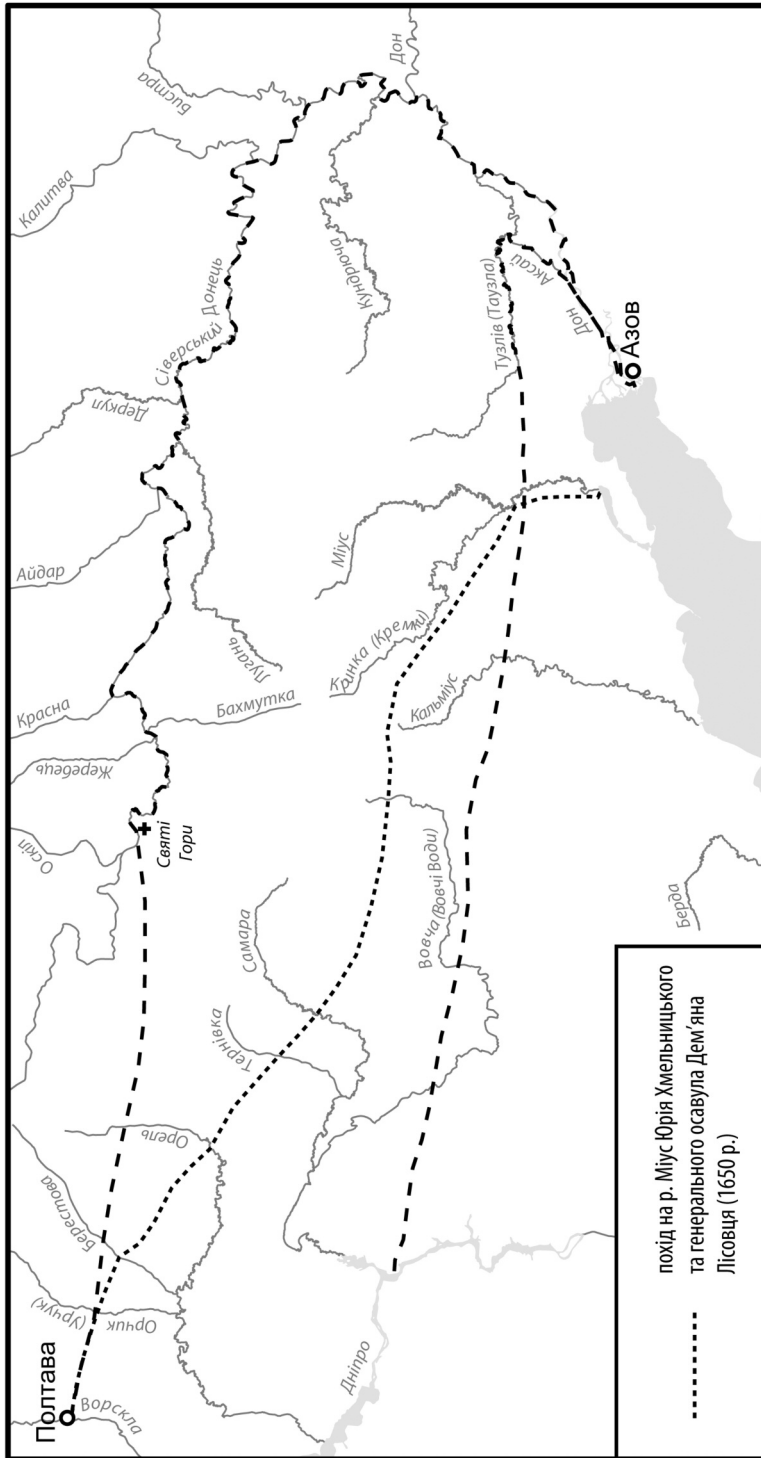 Полтава
Ворскла
Орчик
(Урчук)
Берестова
Орель
Оскіл
Святі
Гори
Жеребець
Красна
Бахмутка
Айдар
Лугань
Деркул
Сіверський Донець
Калитва
Бистра
Дон
Кундрюча
Тузлів (Таузла)
Аксай
Дон
Азов
Міус
Кринка (Кремки)
Кальміус
Самара
Тернівка
Вовча (Вовчі Води)
Берда
Дніпро
похід на р. Міус Юрія Хмельницького
та генерального осавула Дем'яна
Лісовця (1650 р.)